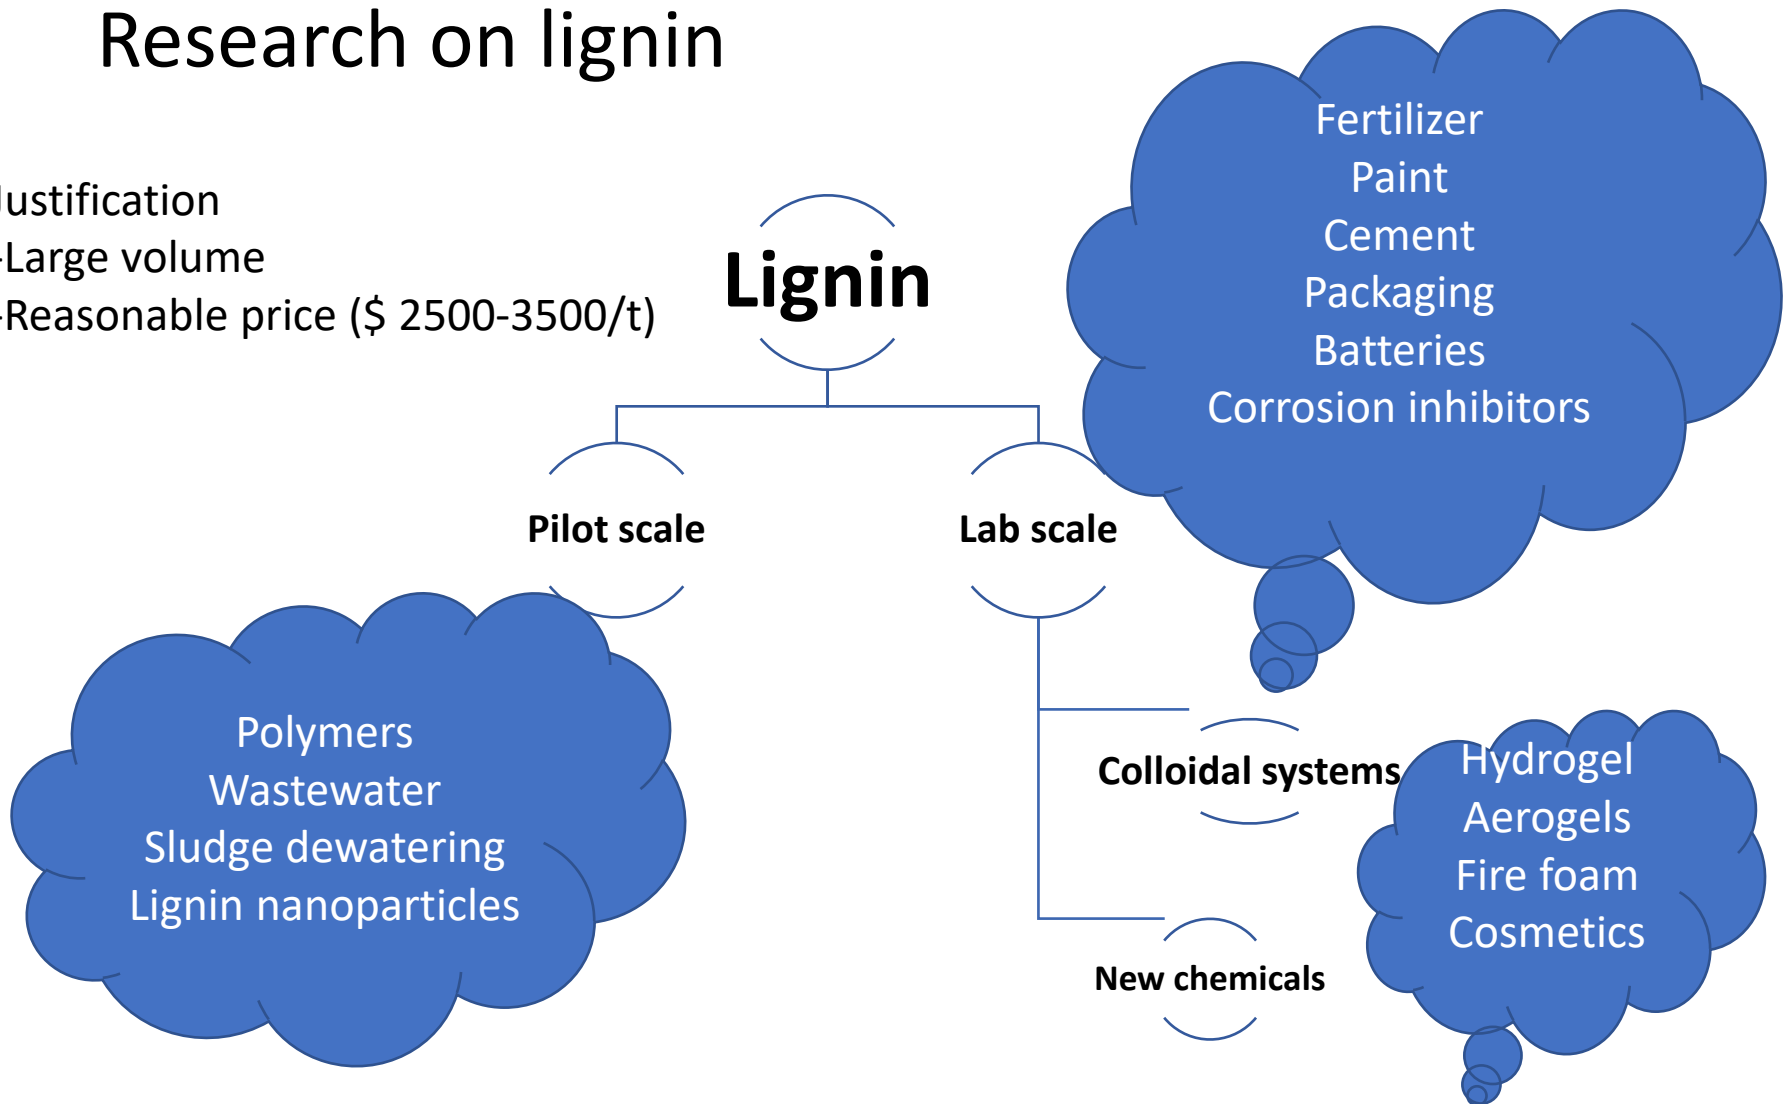 Research on lignin
Justification
-Large volume
-Reasonable price ($ 2500-3500/t)
Lignin
Pilot scale
Lab scale
Fertilizer
Paint
Cement
Packaging
Batteries
Corrosion inhibitors
Polymers
Wastewater
Sludge dewatering
Lignin nanoparticles
Colloidal systems
Hydrogel
Aerogels
Fire foam
Cosmetics
New chemicals